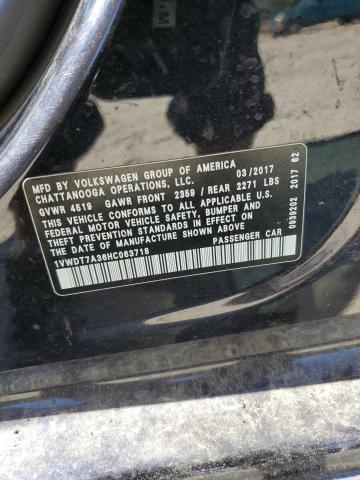 MFD. BY VOLKSWAGEN GROUP OF AMERICA
CHATTANOOGA OPERATIONS, LLC. 03/2017
GVWR 4519 GAWR FRONT 2359 / REAR 2271 LBS
THIS VEHICLE CONFORMS TO ALL APPLICABLE U.S.
FEDERAL MOTOR VEHICLE SAFETY, BUMPER AND
THEFT PREVENTION STANDARDS IN EFFECT ON
THE DATE OF MANUFACTURE SHOWN ABOVE.
1VWDT7A36HC063718 PASSENGER CAR
0939202 2017 02